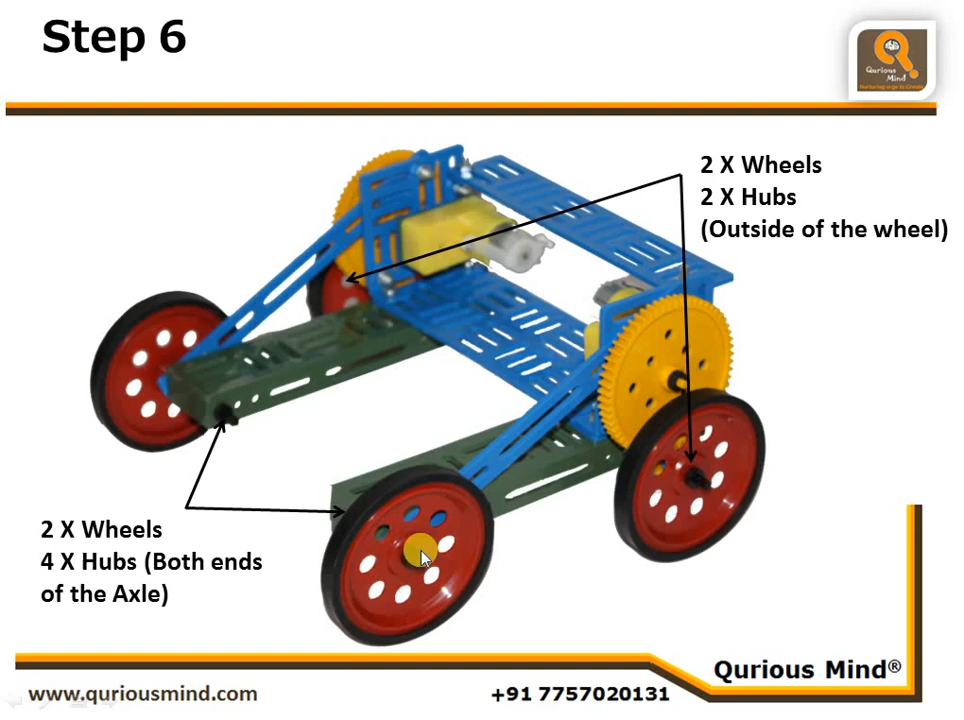 Step 6
Qurious
Mind
2 X Wheels
2 X Hubs
(Outside of the wheel)
2 X Wheels
4 X Hubs (Both ends
of the Axle)
Qurious Mind®
www.quriousmind.com
+91 7757020131